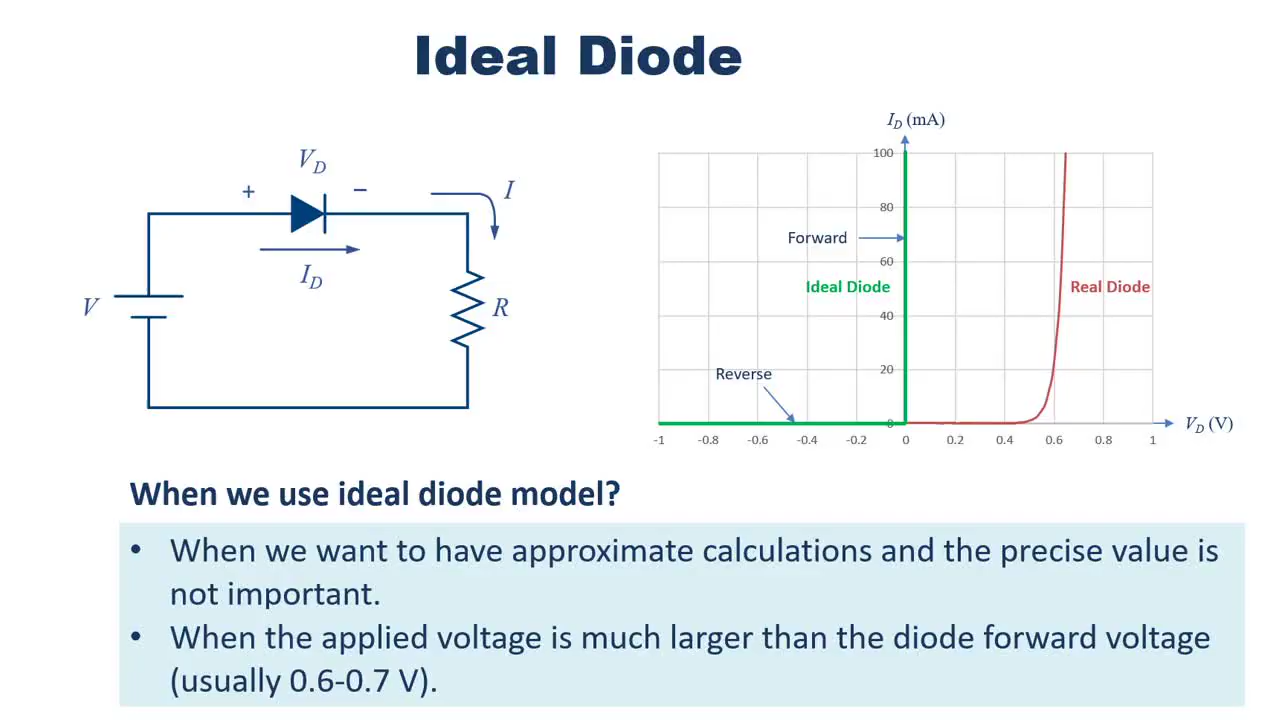 Ideal Diode
V_D
+ −
I
I_D
V
R
I_D (mA)
100
80
Forward
60
Ideal Diode
Real Diode
40
Reverse
20
0
V_D (V)
-1 -0.8 -0.6 -0.4 -0.2 0 0.2 0.4 0.6 0.8 1
When we use ideal diode model?
• When we want to have approximate calculations and the precise value is
not important.
• When the applied voltage is much larger than the diode forward voltage
(usually 0.6-0.7 V).